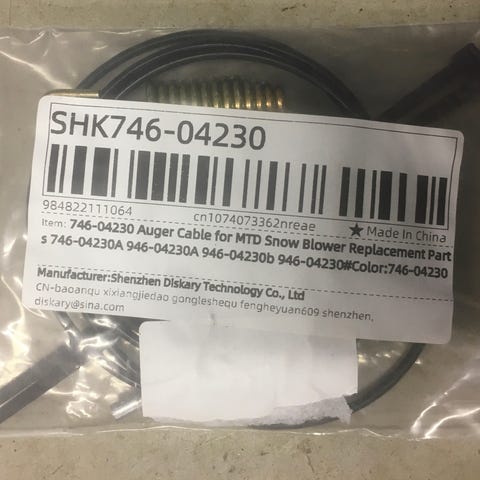 SHK746-04230
984822111064 cn1074073362nreae ★ Made In China
Item: 746-04230 Auger Cable for MTD Snow Blower Replacement Part
s 746-04230A 946-04230A 946-04230b 946-04230#Color:746-04230
Manufacturer:Shenzhen Diskary Technology Co., Ltd
CN-baoanqu xixiangjiedao gongleshequ fengheyuan609 shenzhen,
diskary@sina.com